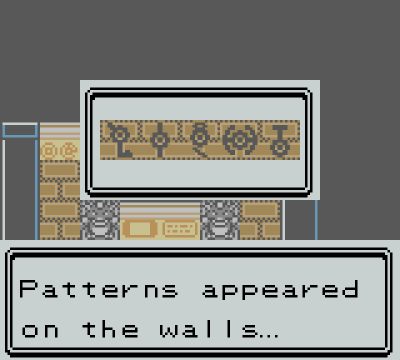 Patterns appeared
on the walls…